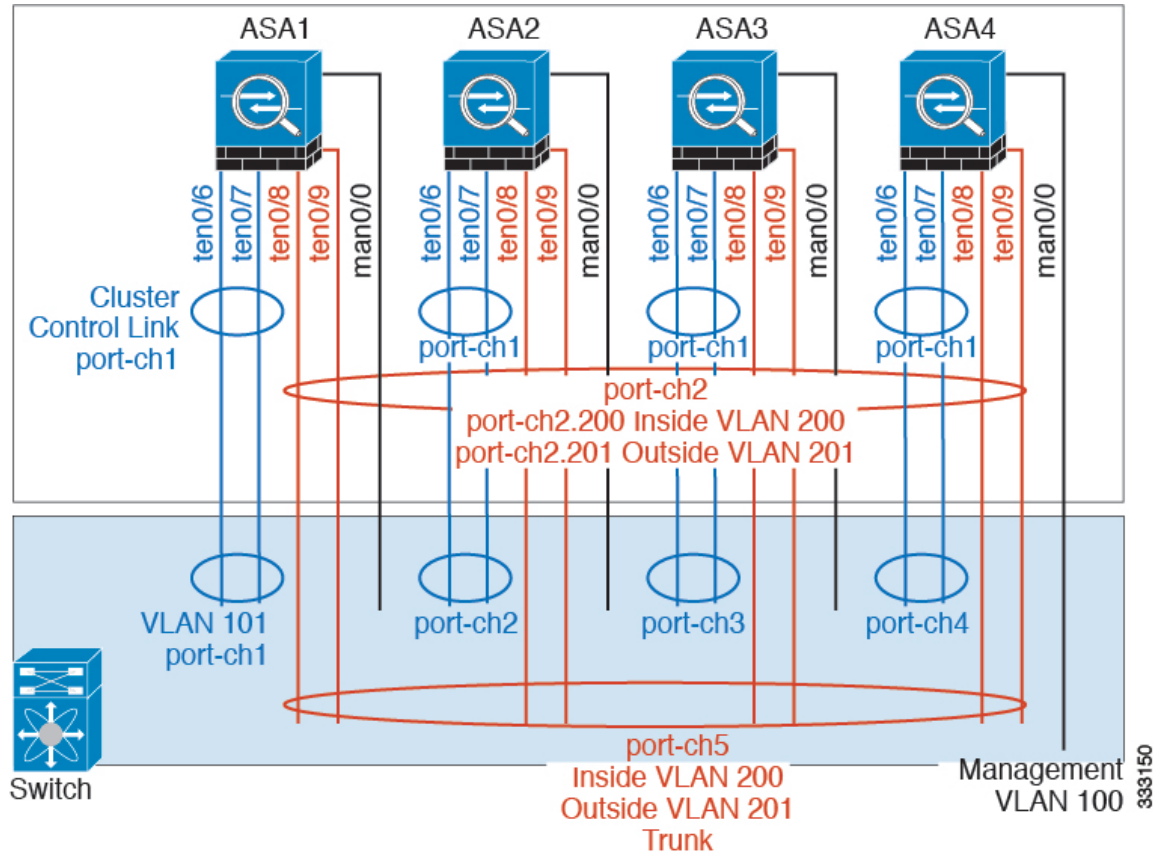 ASA1 ASA2 ASA3 ASA4
ten0/6 ten0/7 ten0/8 ten0/9 man0/0 ten0/6 ten0/7 ten0/8 ten0/9 man0/0 ten0/6 ten0/7 ten0/8 ten0/9 man0/0 ten0/6 ten0/7 ten0/8 ten0/9 man0/0
Cluster
Control Link
port-ch1
port-ch1 port-ch1 port-ch1
port-ch2
port-ch2.200 Inside VLAN 200
port-ch2.201 Outside VLAN 201
VLAN 101
port-ch1
port-ch2 port-ch3 port-ch4
Switch
port-ch5
Inside VLAN 200
Outside VLAN 201
Trunk
Management
VLAN 100
333150